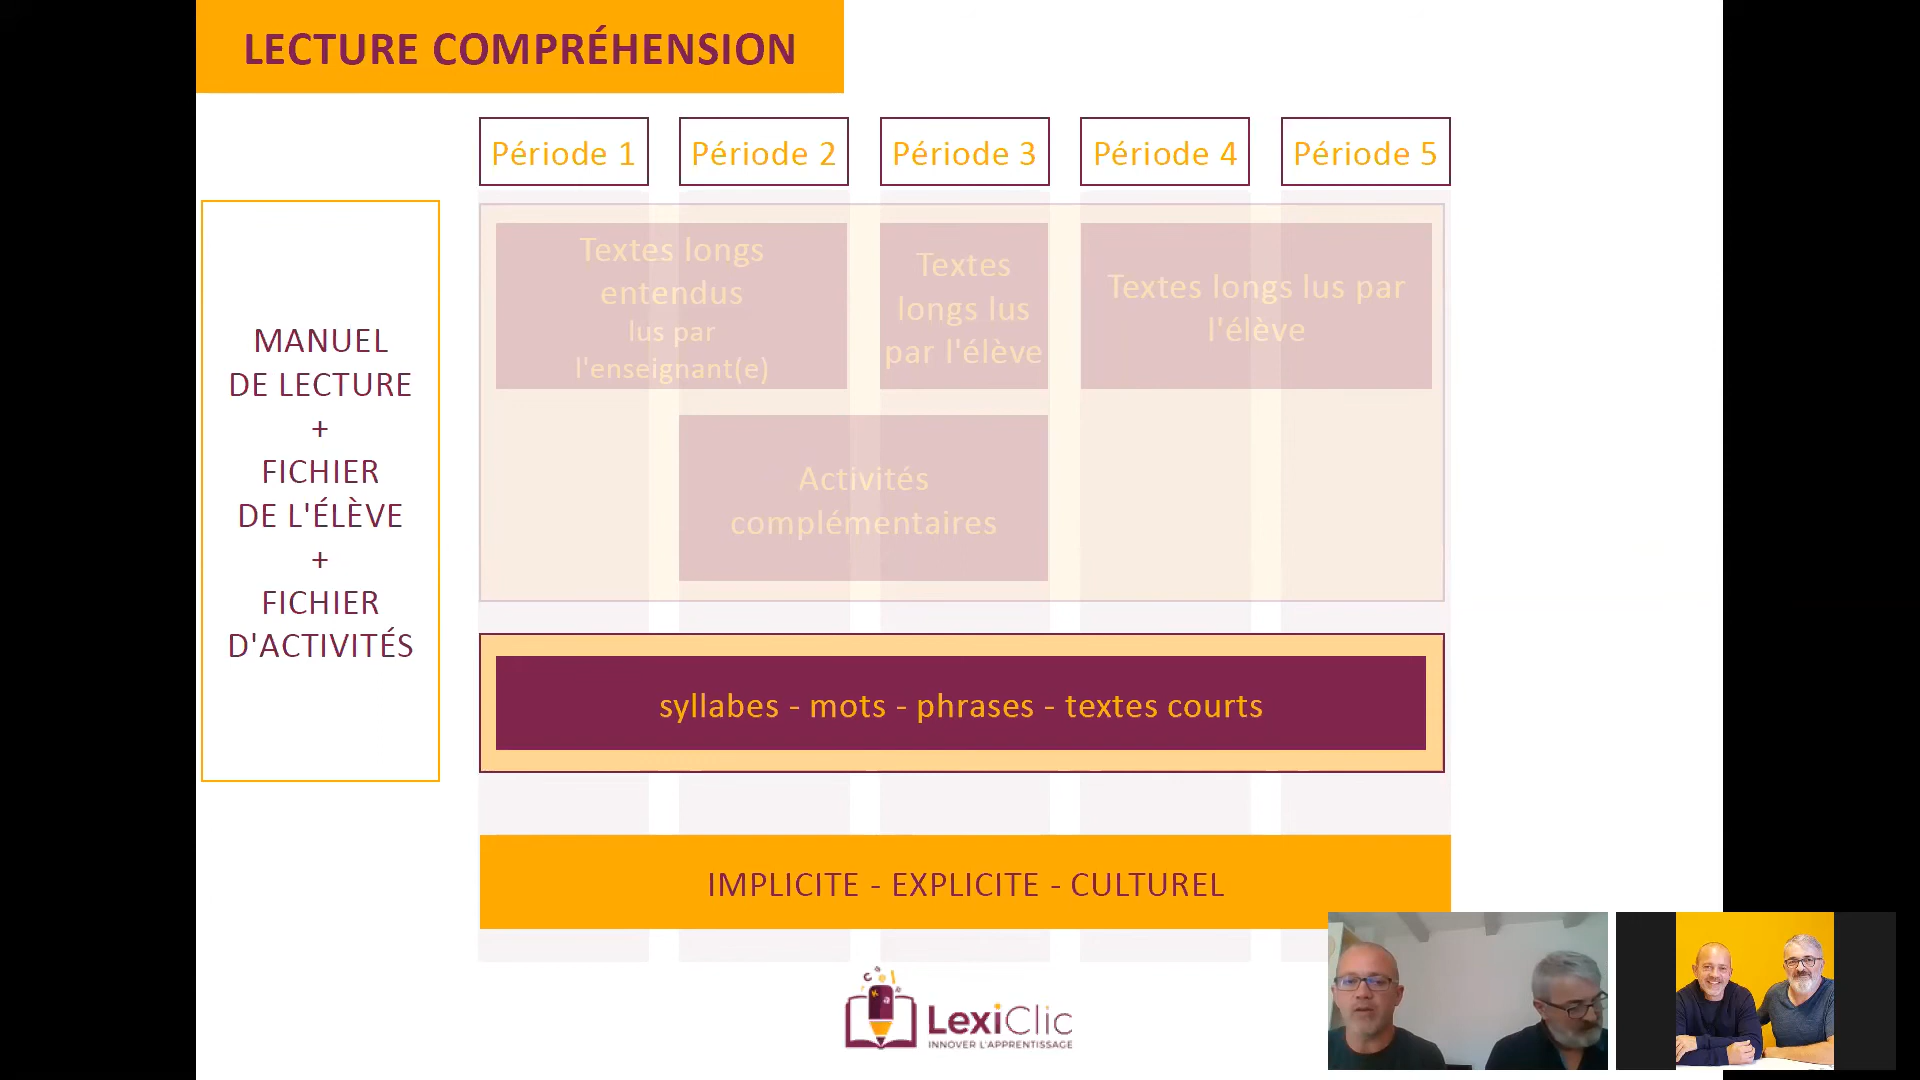 LECTURE COMPRÉHENSION
Période 1
Période 2
Période 3
Période 4
Période 5
MANUEL
DE LECTURE
+
FICHIER
DE L'ÉLÈVE
+
FICHIER
D'ACTIVITÉS
Textes longs
entendus
lus par
l'enseignant(e)
Textes
longs lus
par l'élève
Textes longs lus par
l'élève
Activités
complémentaires
syllabes - mots - phrases - textes courts
IMPLICITE - EXPLICITE - CULTUREL
LexiClic
INNOVER L'APPRENTISSAGE